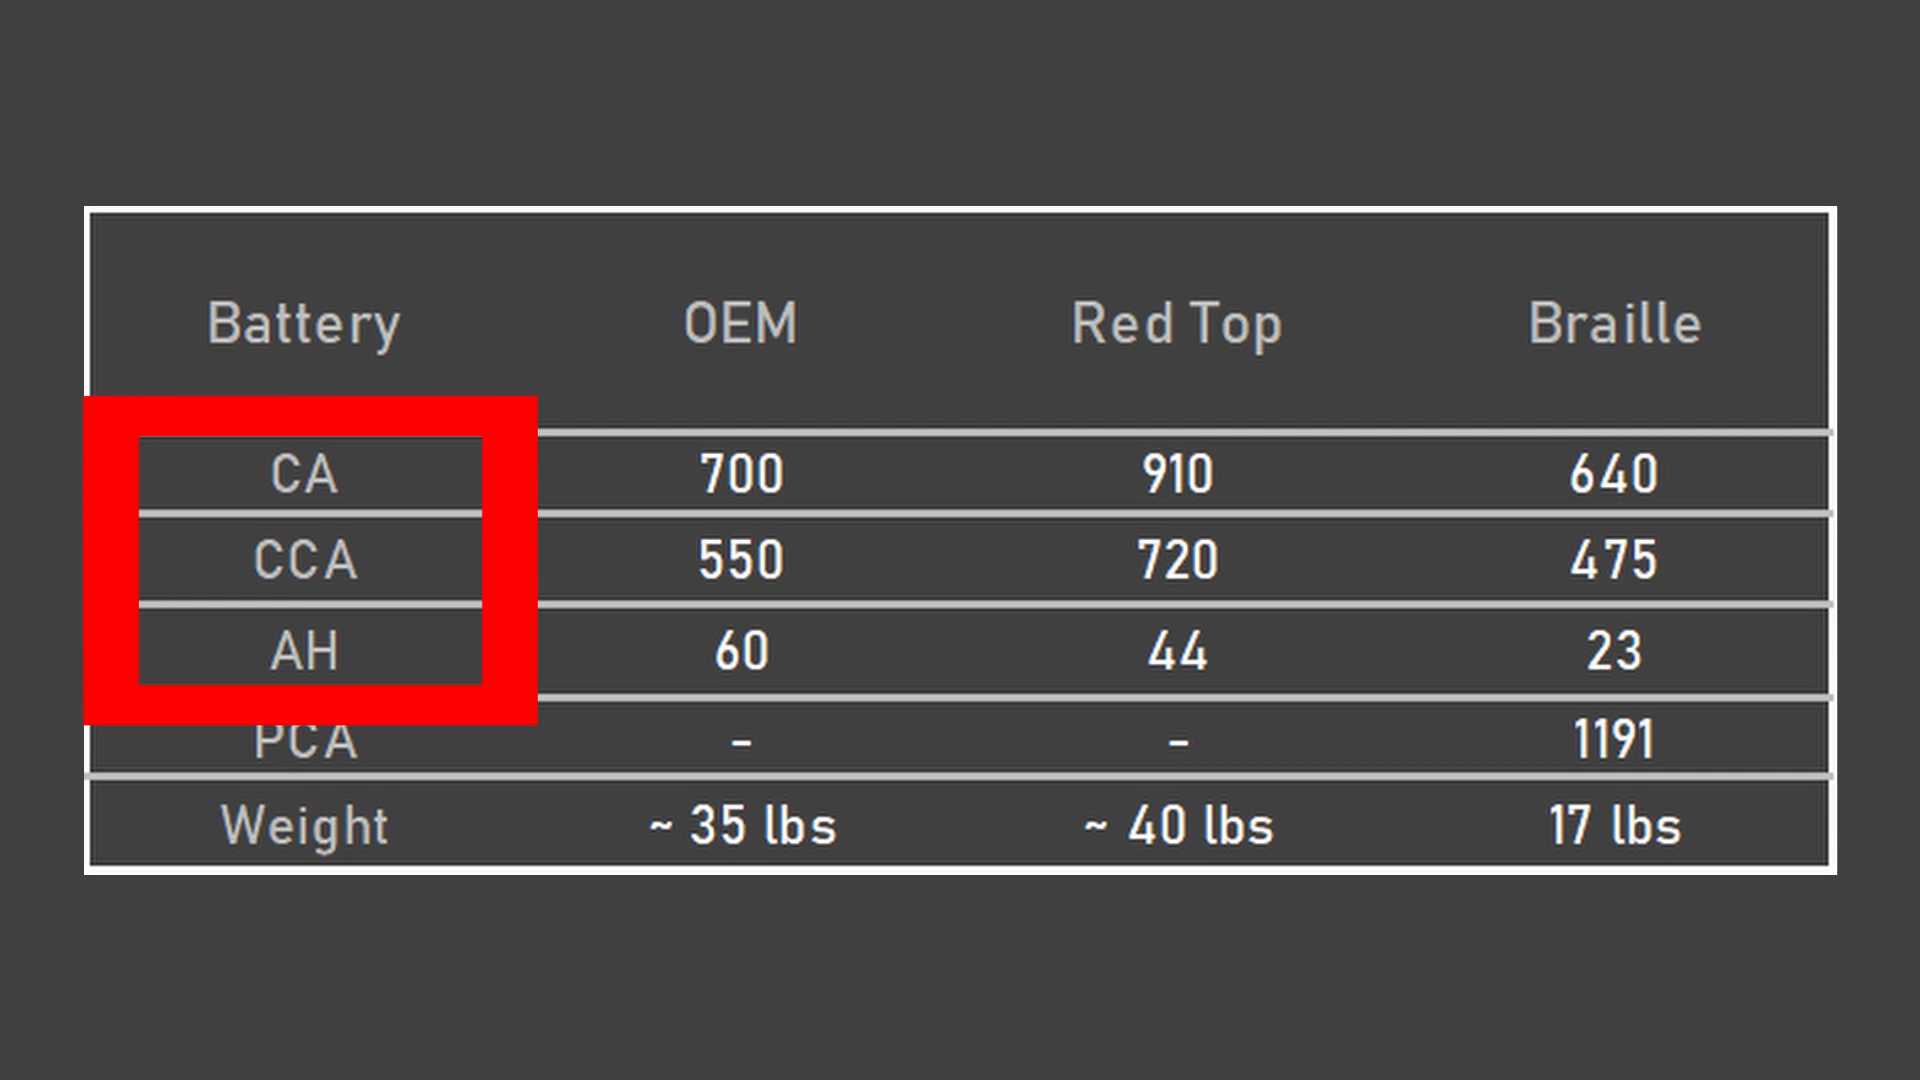 Battery OEM Red Top Braille
CA 700 910 640
CCA 550 720 475
AH 60 44 23
PCA - - 1191
Weight ~ 35 lbs ~ 40 lbs 17 lbs